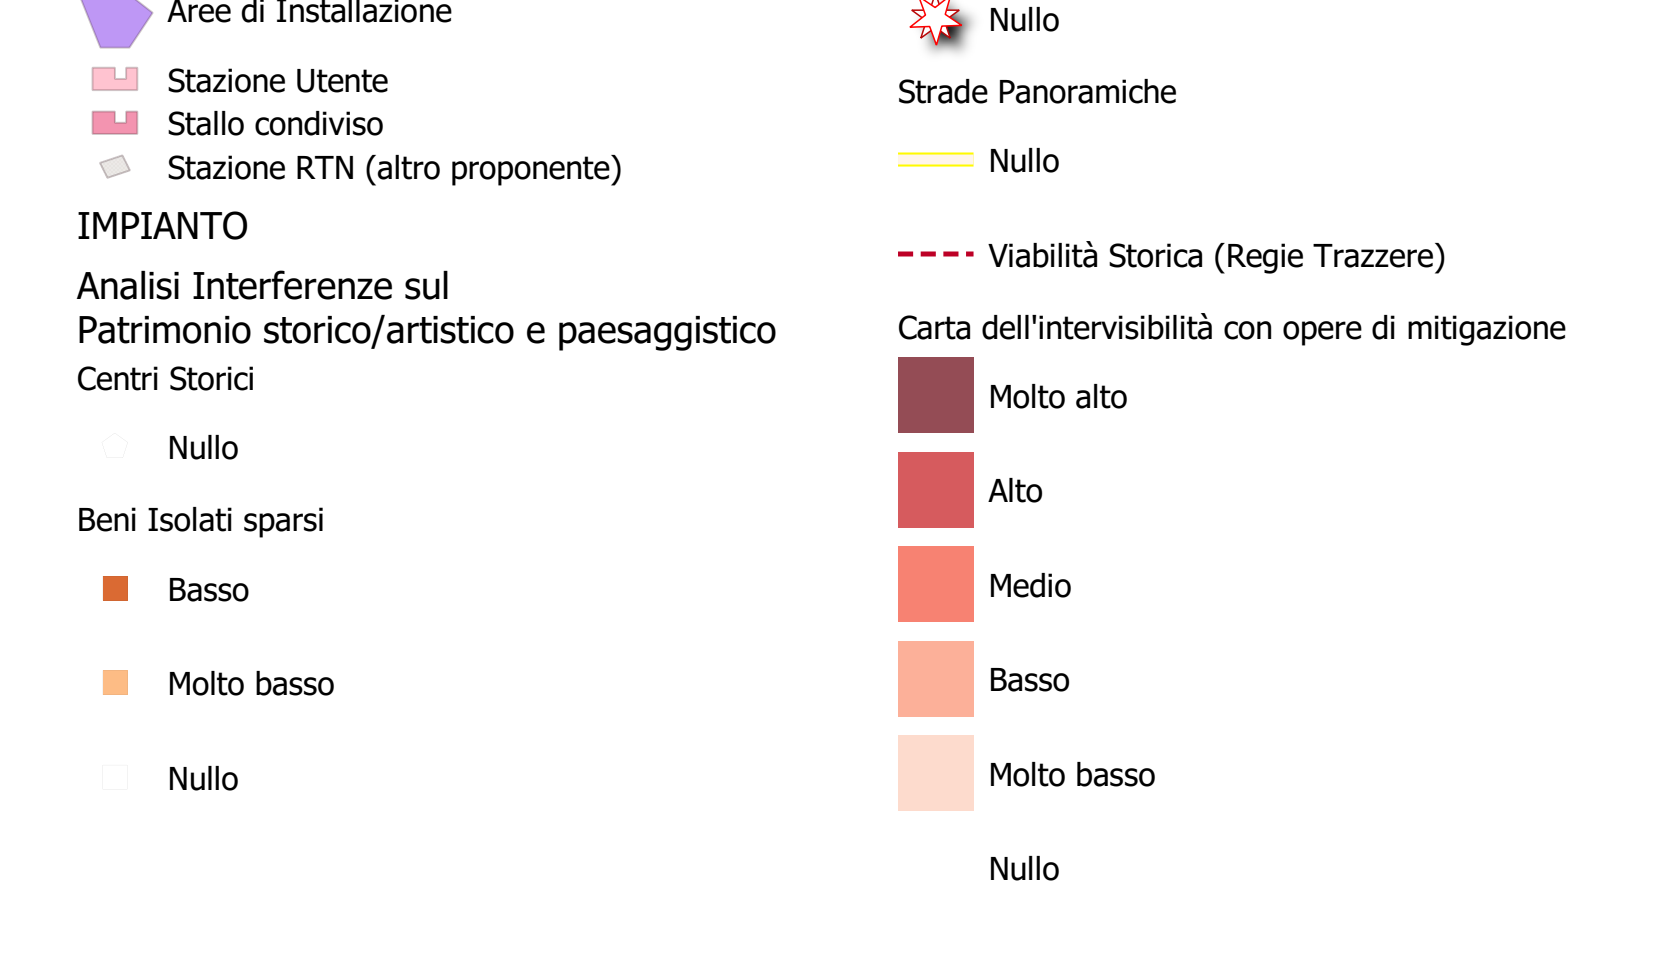 Aree di Installazione
Stazione Utente
Stallo condiviso
Stazione RTN (altro proponente)
IMPIANTO
Analisi Interferenze sul
Patrimonio storico/artistico e paesaggistico
Centri Storici
Nullo
Beni Isolati sparsi
Basso
Molto basso
Nullo
Nullo
Strade Panoramiche
Nullo
Viabilità Storica (Regie Trazzere)
Carta dell'intervisibilità con opere di mitigazione
Molto alto
Alto
Medio
Basso
Molto basso
Nullo